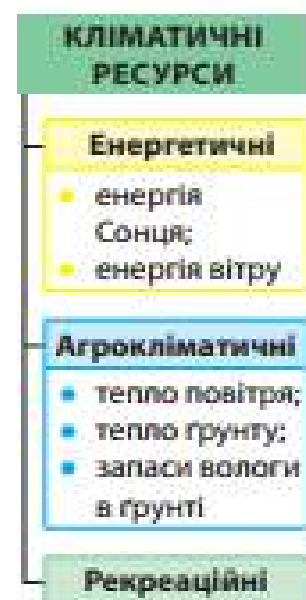 КЛІМАТИЧНІ
РЕСУРСИ
Енергетичні
• енергія
Сонця;
• енергія вітру
Агрокліматичні
• тепло повітря;
• тепло ґрунту;
• запаси вологи
в ґрунті
Рекреаційні